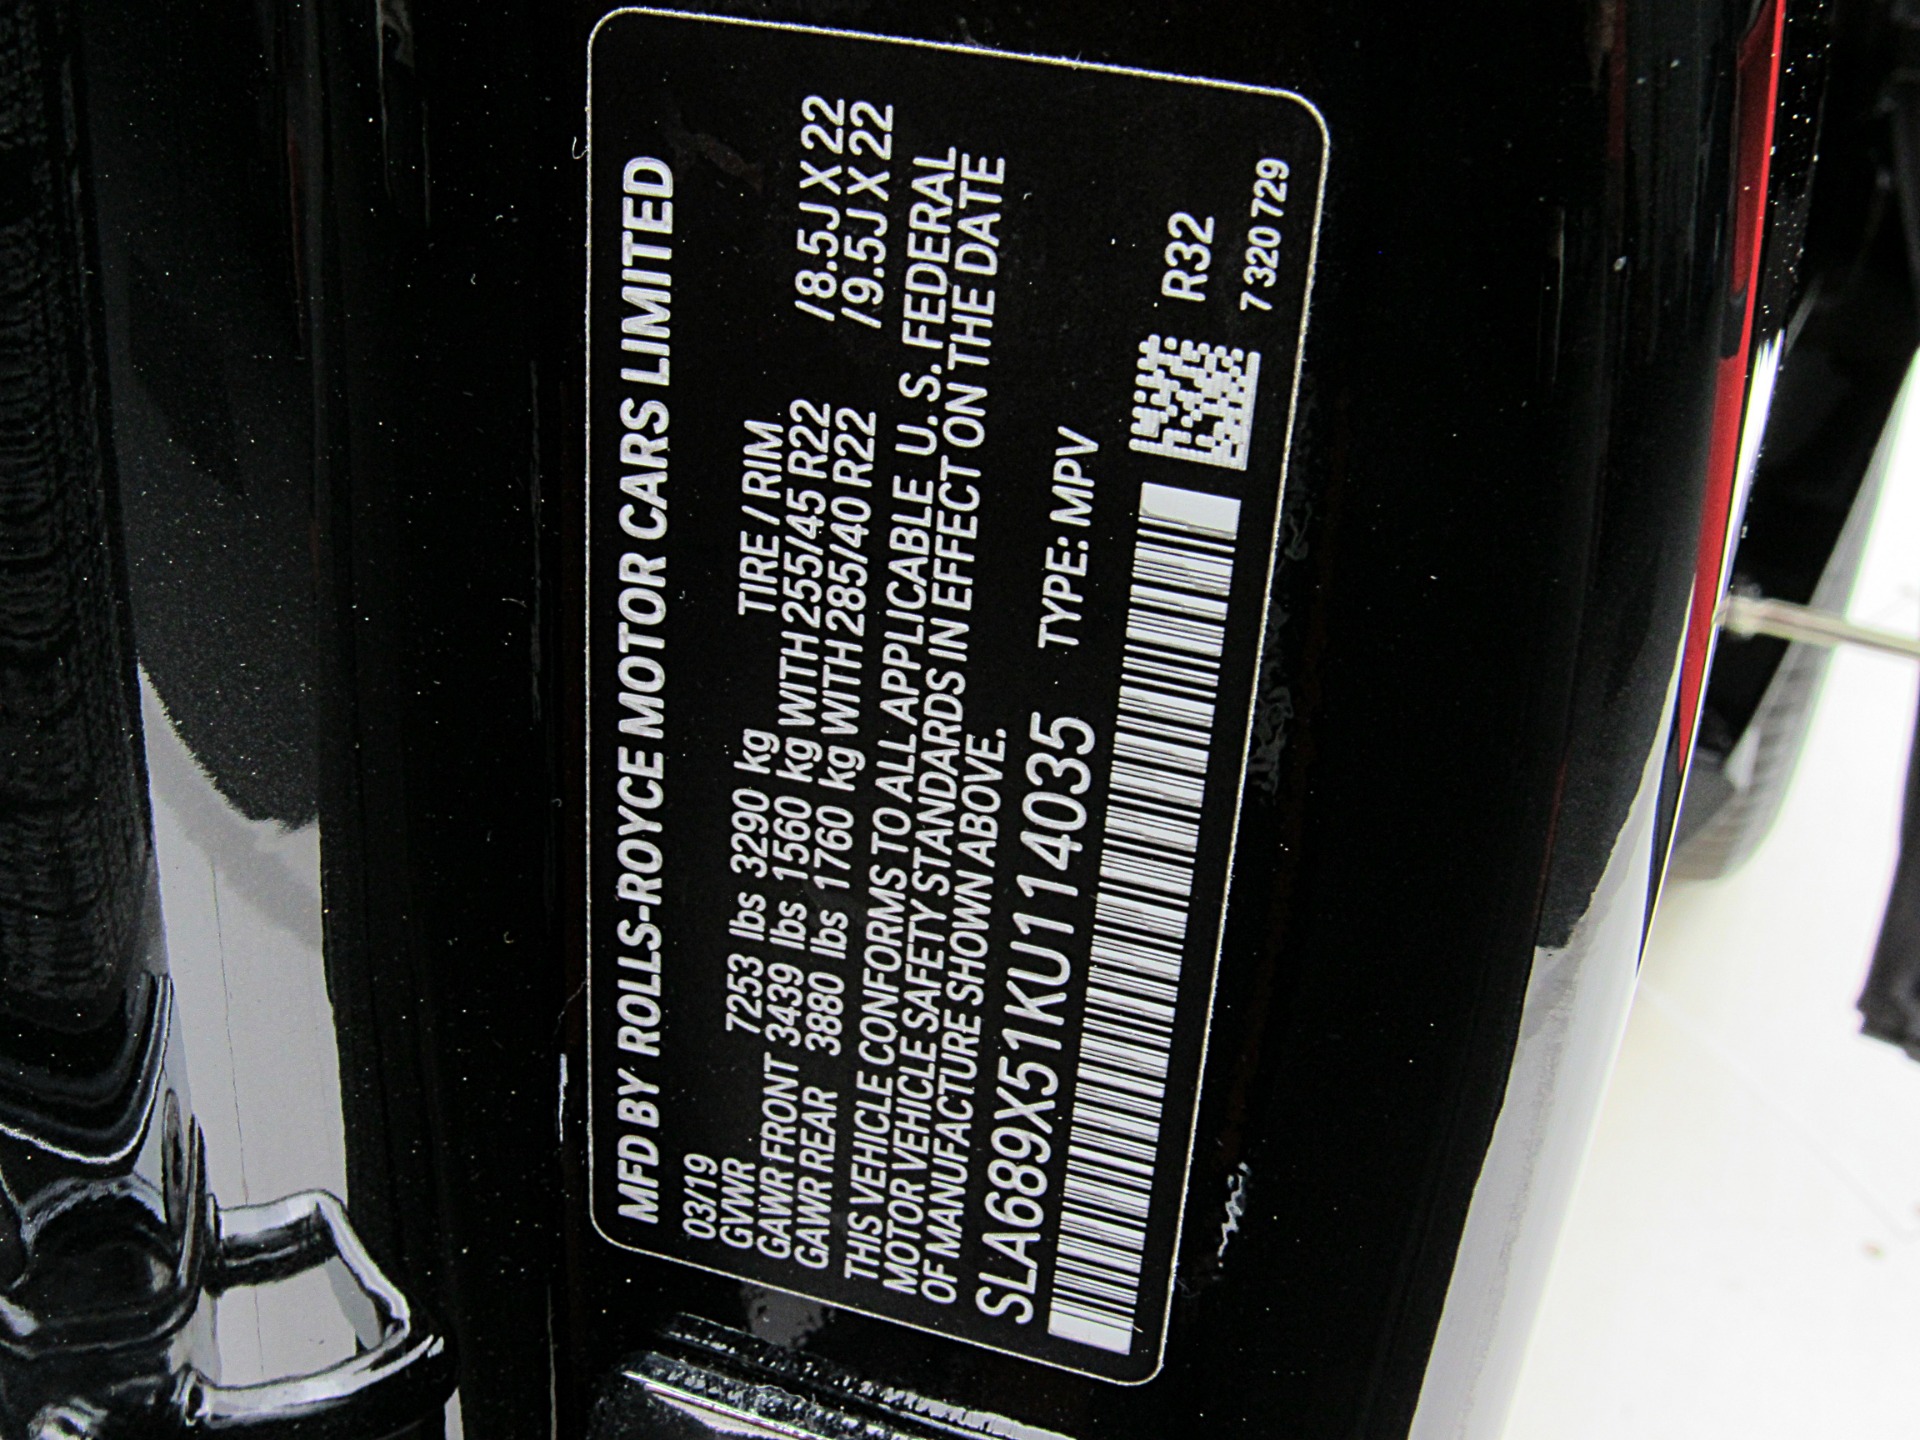 MFD BY ROLLS-ROYCE MOTOR CARS LIMITED
03/19
GVWR 7253 lbs 3290 kg TIRE / RIM
GAWR FRONT 3439 lbs 1560 kg WITH 255/45 R22 /8.5J X 22
GAWR REAR 3880 lbs 1760 kg WITH 285/40 R22 /9.5J X 22
THIS VEHICLE CONFORMS TO ALL APPLICABLE U.S. FEDERAL
MOTOR VEHICLE SAFETY STANDARDS IN EFFECT ON THE DATE
OF MANUFACTURE SHOWN ABOVE.
SLA689X51KU114035 TYPE: MPV
R32
7 320 729